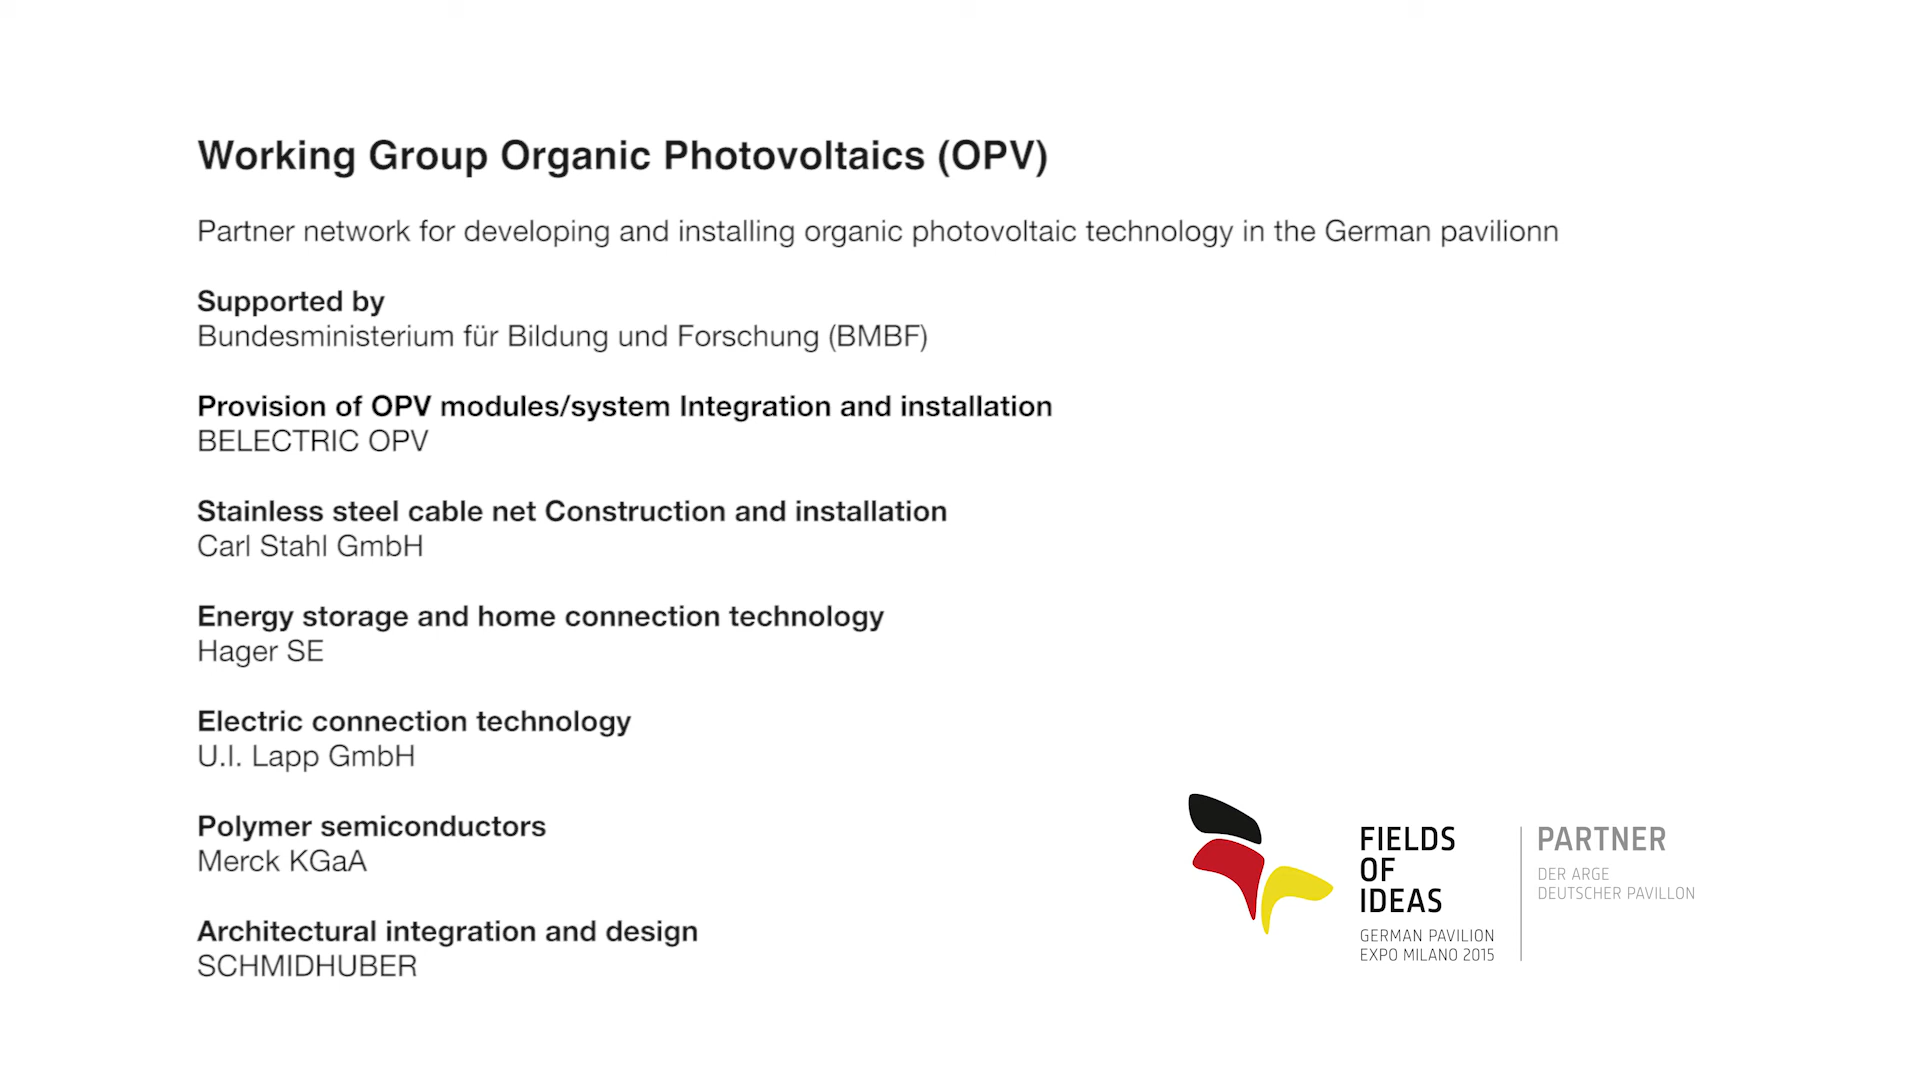 Working Group Organic Photovoltaics (OPV)
Partner network for developing and installing organic photovoltaic technology in the German pavilionn
Supported by
Bundesministerium für Bildung und Forschung (BMBF)
Provision of OPV modules/system Integration and installation
BELECTRIC OPV
Stainless steel cable net Construction and installation
Carl Stahl GmbH
Energy storage and home connection technology
Hager SE
Electric connection technology
U.I. Lapp GmbH
Polymer semiconductors
Merck KGaA
Architectural integration and design
SCHMIDHUBER
FIELDS
OF
IDEAS
GERMAN PAVILION
EXPO MILANO 2015
PARTNER
DER ARGE
DEUTSCHER PAVILLON